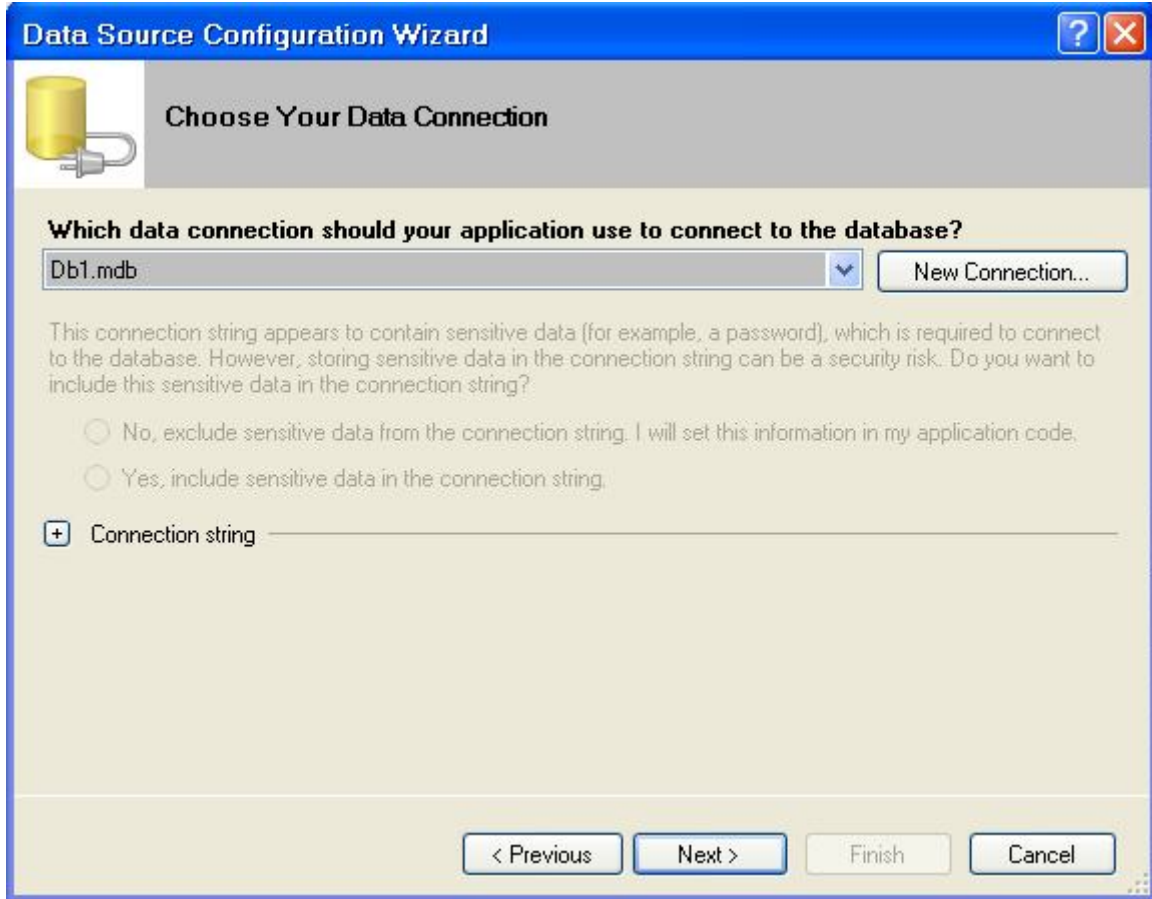 Data Source Configuration Wizard
Choose Your Data Connection
Which data connection should your application use to connect to the database?
Db1.mdb
New Connection...
This connection string appears to contain sensitive data (for example, a password), which is required to connect
to the database. However, storing sensitive data in the connection string can be a security risk. Do you want to
include this sensitive data in the connection string?
No, exclude sensitive data from the connection string. I will set this information in my application code.
Yes, include sensitive data in the connection string.
Connection string
< Previous
Next >
Finish
Cancel